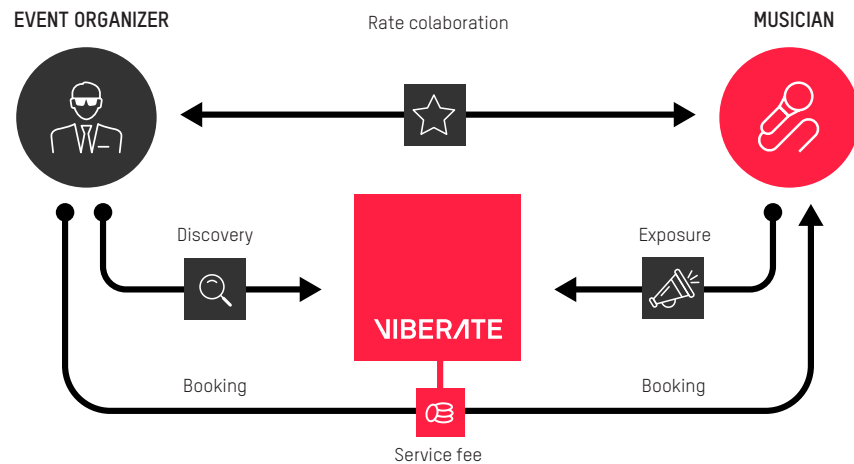 EVENT ORGANIZER
Rate colaboration
MUSICIAN
Discovery
Exposure
VIBERATE
Booking
Booking
Service fee